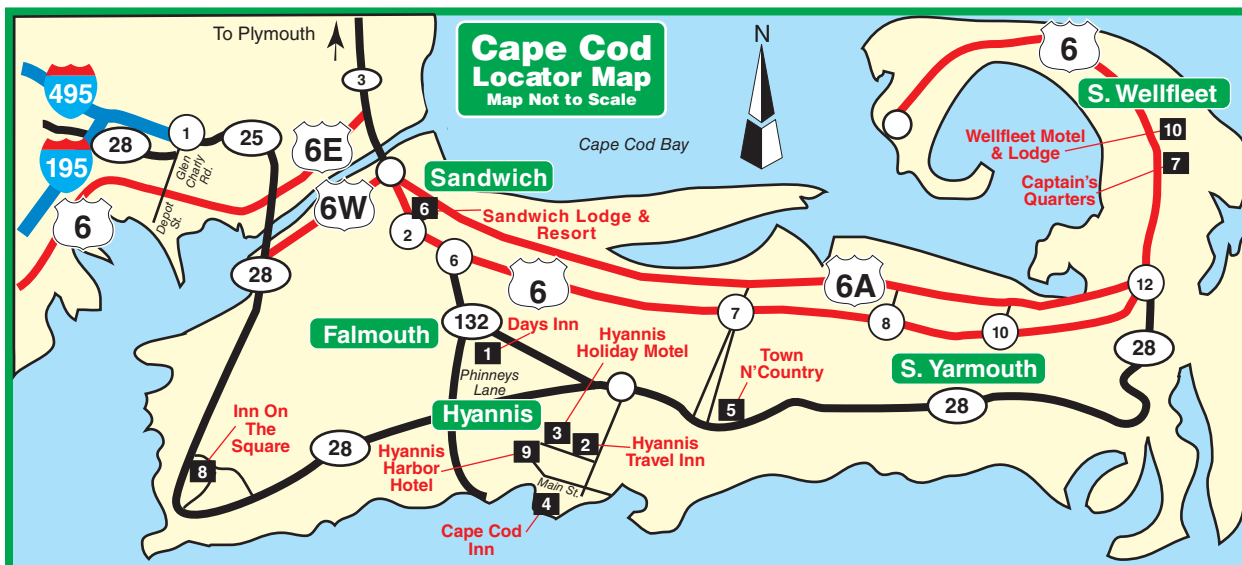 To Plymouth
Cape Cod
Locator Map
Map Not to Scale
N
6
3
495
S. Wellfleet
28
1
25
6E
Wellfleet Motel
& Lodge
10
Cape Cod Bay
195
Glen
Charly
Rd.
7
Captain's
Quarters
Sandwich
6W
6
Sandwich Lodge &
Resort
Depot
St.
6
2
28
6
6
6A
12
7
8
10
132
Days Inn
Falmouth
1
Phinneys
Lane
Hyannis
Holiday Motel
Town
N'Country
S. Yarmouth
28
5
28
Hyannis
Inn On
The
Square
8
28
3
2
Hyannis
Travel Inn
Hyannis
Harbor
Hotel
9
Main St.
4
Cape Cod
Inn